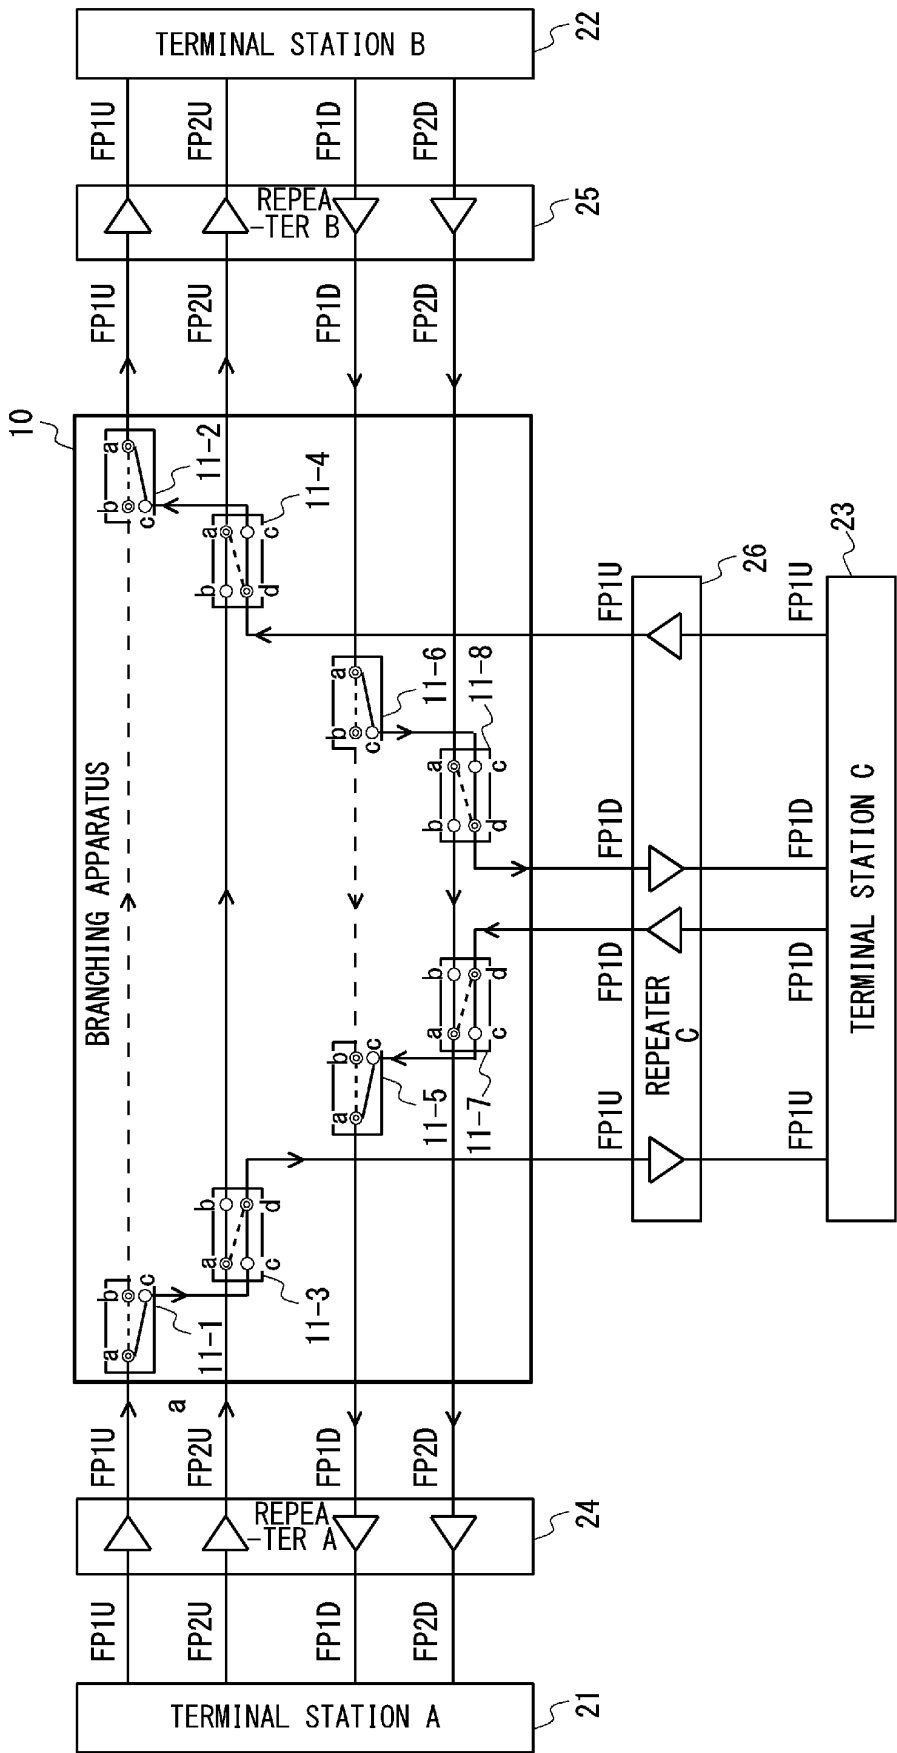 TERMINAL STATION B
22
FP1U
FP2U
FP1D
FP2D
REPEA
-TER B
25
FP1U
FP2U
FP1D
FP2D
10
BRANCHING APPARATUS
a
b
c
11-2
a
b
c
d
11-4
a
b
c
11-6
a
b
c
d
11-8
b
a
d
c
11-7
b
a
c
11-5
b
a
d
c
11-3
b
a
c
11-1
FP1U
FP1D
FP1D
FP1U
REPEATER
C
26
FP1U
FP1D
FP1D
FP1U
TERMINAL STATION C
23
a
FP1U
FP2U
FP1D
FP2D
REPEA
-TER A
24
FP1U
FP2U
FP1D
FP2D
TERMINAL STATION A
21